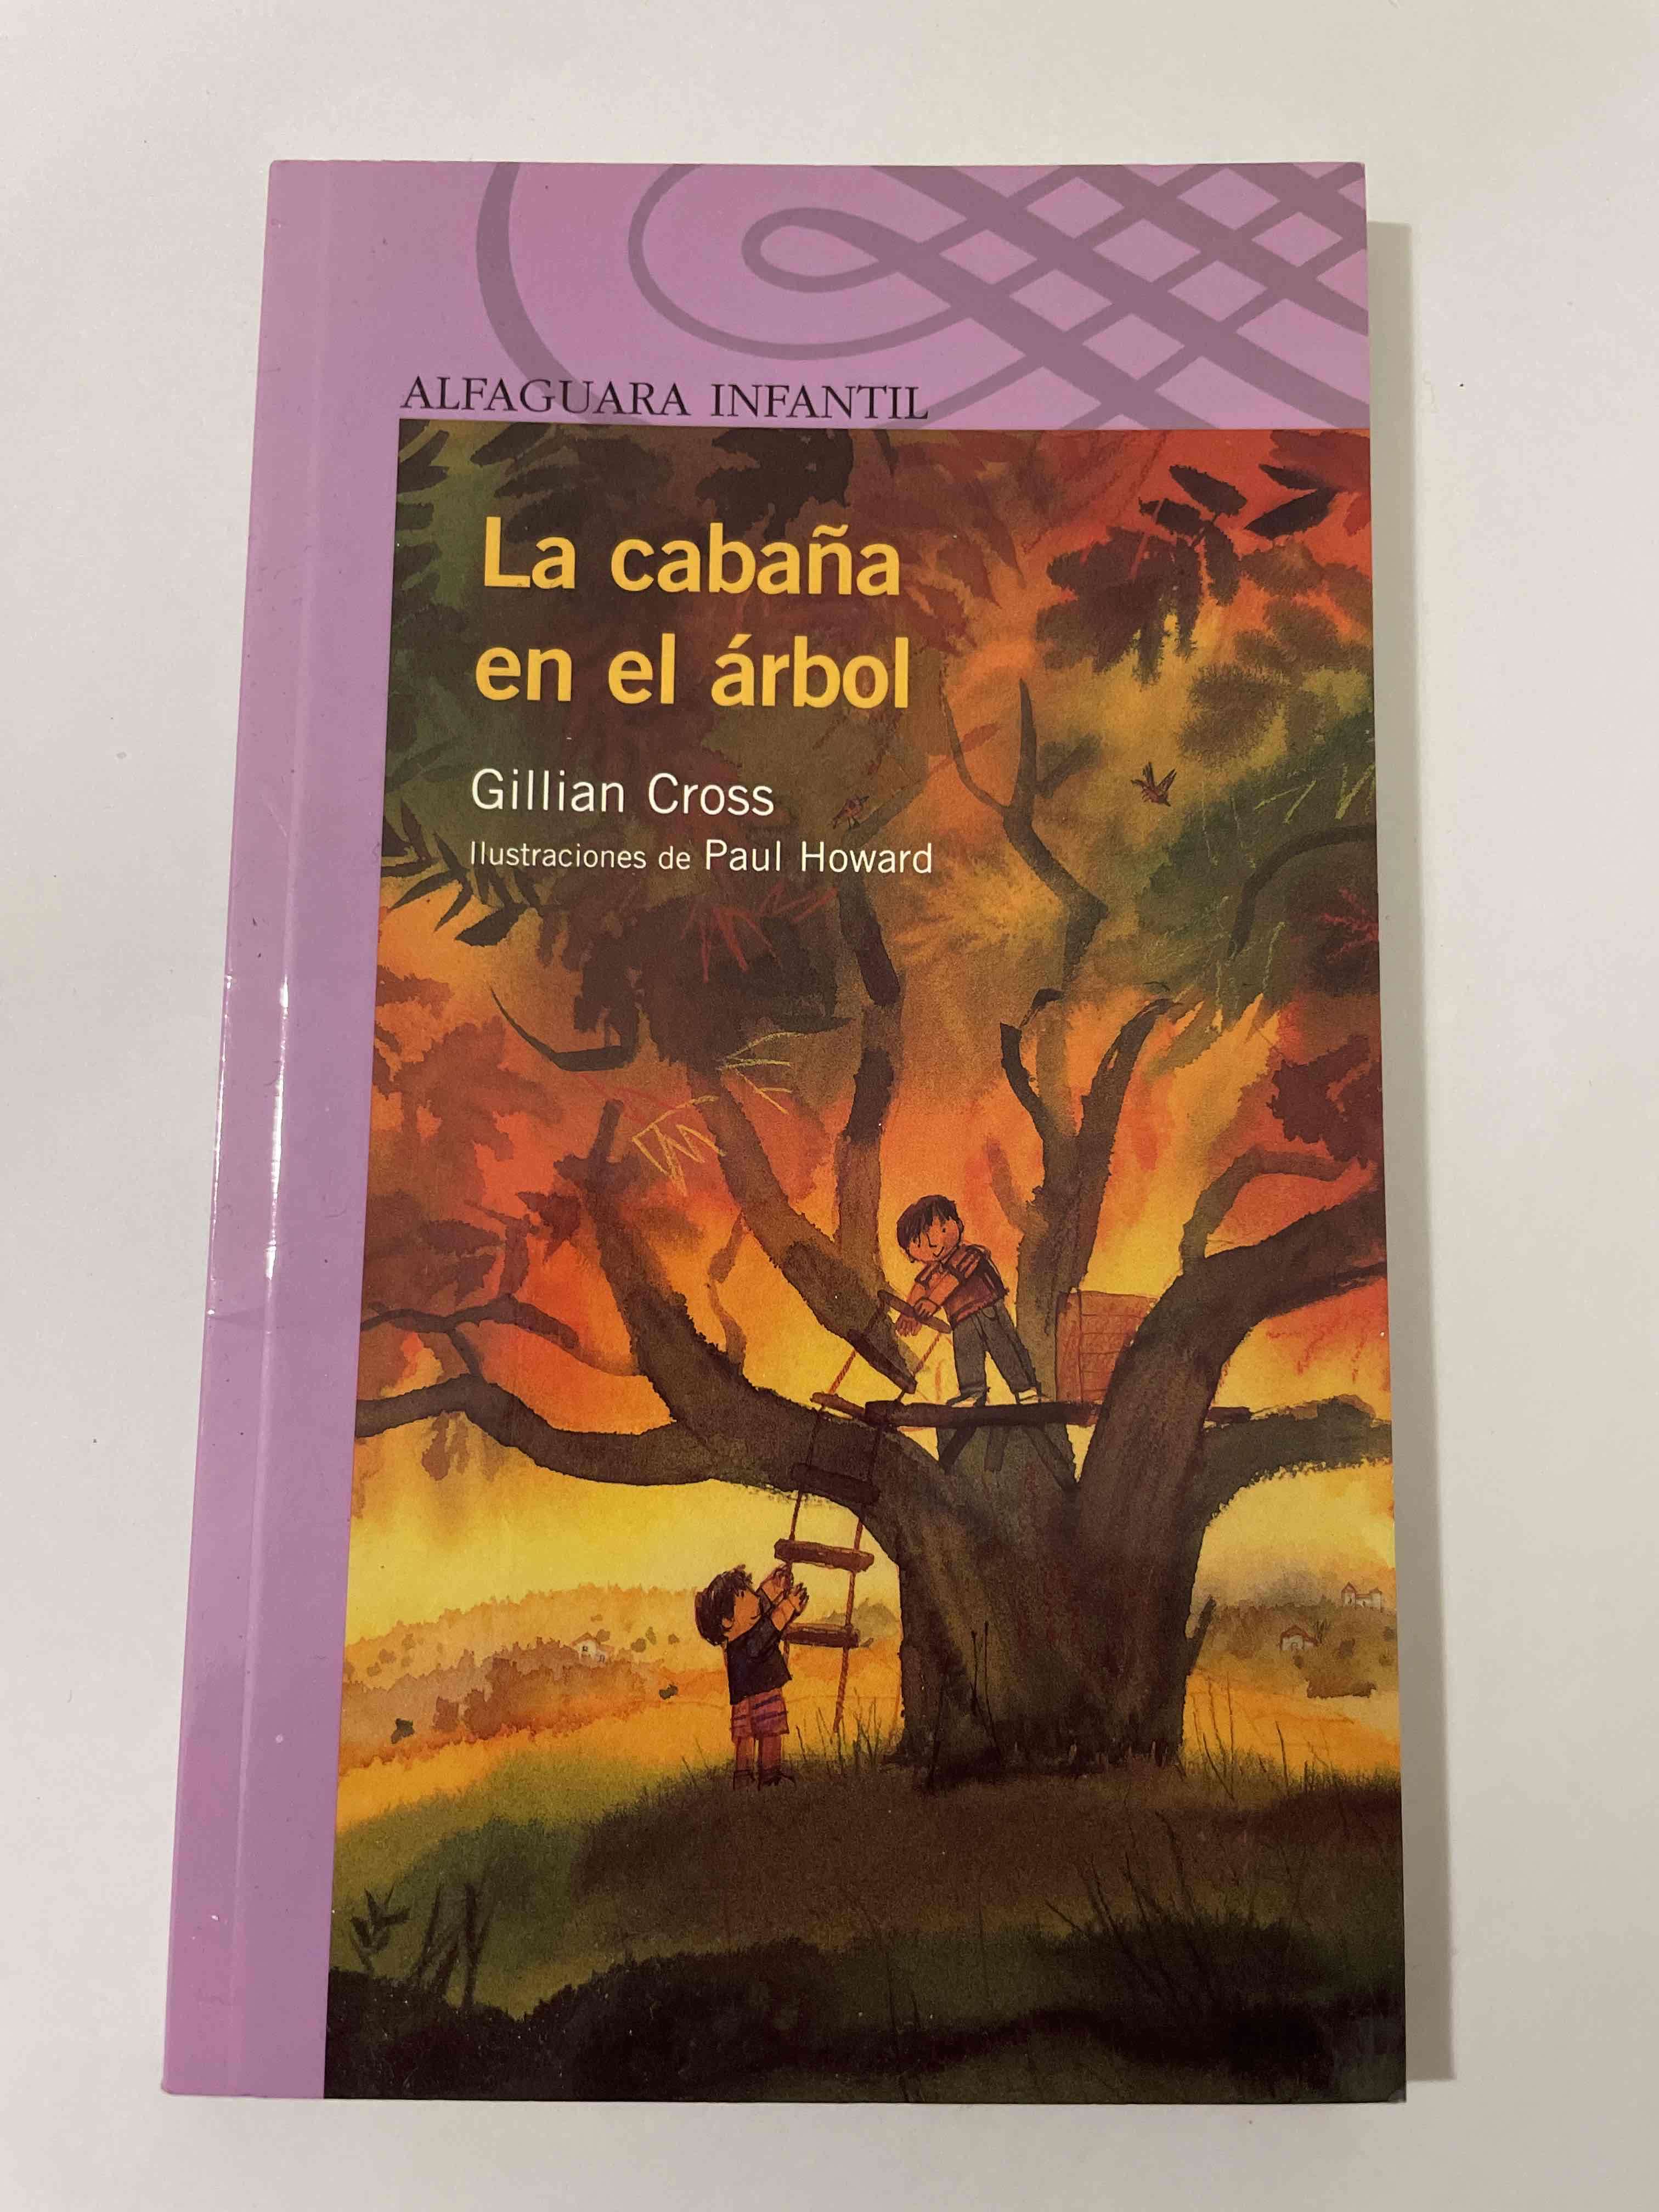 ALFAGUARA INFANTIL
La cabaña
en el árbol
Gillian Cross
Ilustraciones de Paul Howard